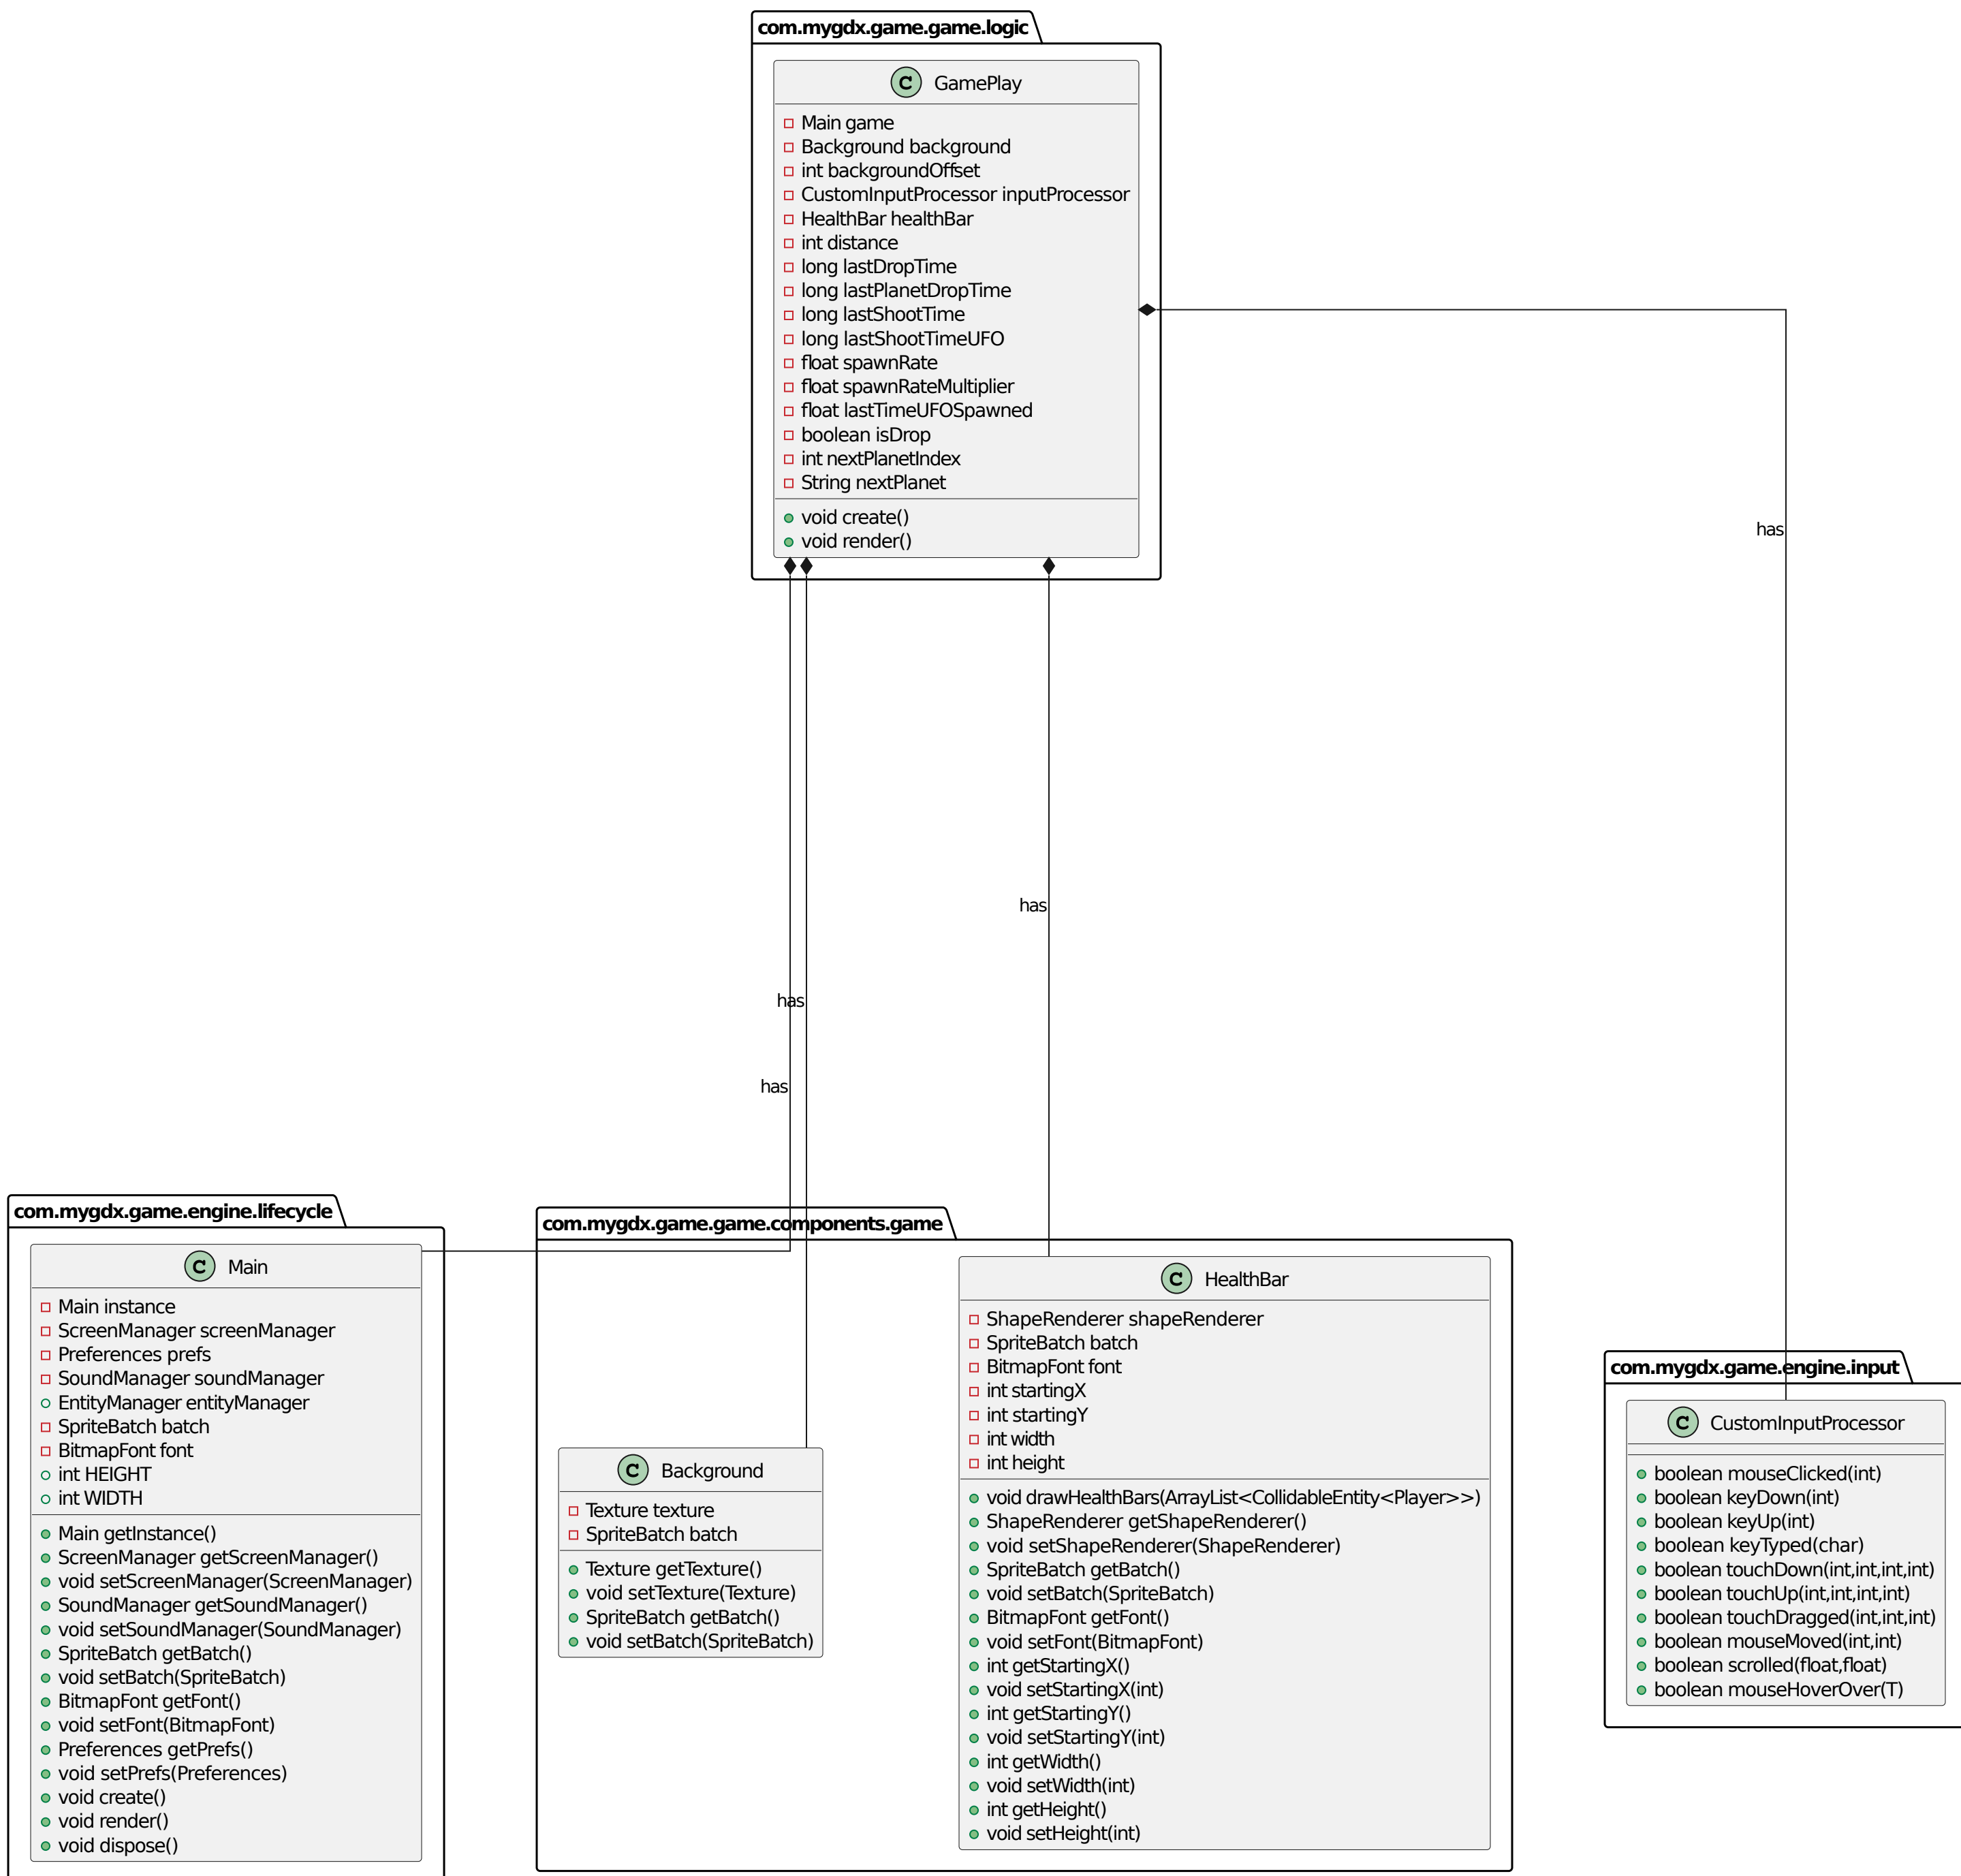 com.mygdx.game.game.logic
C GamePlay
Main game
Background background
int backgroundOffset
CustomInputProcessor inputProcessor
HealthBar healthBar
int distance
long lastDropTime
long lastPlanetDropTime
long lastShootTime
long lastShootTimeUFO
float spawnRate
float spawnRateMultiplier
float lastTimeUFOSpawned
boolean isDrop
int nextPlanetIndex
String nextPlanet
void create()
void render()
has
has
has
has
com.mygdx.game.engine.lifecycle
C Main
Main instance
ScreenManager screenManager
Preferences prefs
SoundManager soundManager
EntityManager entityManager
SpriteBatch batch
BitmapFont font
int HEIGHT
int WIDTH
Main getInstance()
ScreenManager getScreenManager()
void setScreenManager(ScreenManager)
SoundManager getSoundManager()
void setSoundManager(SoundManager)
SpriteBatch getBatch()
void setBatch(SpriteBatch)
BitmapFont getFont()
void setFont(BitmapFont)
Preferences getPrefs()
void setPrefs(Preferences)
void create()
void render()
void dispose()
com.mygdx.game.game.components.game
C Background
Texture texture
SpriteBatch batch
Texture getTexture()
void setTexture(Texture)
SpriteBatch getBatch()
void setBatch(SpriteBatch)
C HealthBar
ShapeRenderer shapeRenderer
SpriteBatch batch
BitmapFont font
int startingX
int startingY
int width
int height
void drawHealthBars(ArrayList<CollidableEntity<Player>>)
ShapeRenderer getShapeRenderer()
void setShapeRenderer(ShapeRenderer)
SpriteBatch getBatch()
void setBatch(SpriteBatch)
BitmapFont getFont()
void setFont(BitmapFont)
int getStartingX()
void setStartingX(int)
int getStartingY()
void setStartingY(int)
int getWidth()
void setWidth(int)
int getHeight()
void setHeight(int)
com.mygdx.game.engine.input
C CustomInputProcessor
boolean mouseClicked(int)
boolean keyDown(int)
boolean keyUp(int)
boolean keyTyped(char)
boolean touchDown(int,int,int,int)
boolean touchUp(int,int,int,int)
boolean touchDragged(int,int,int)
boolean mouseMoved(int,int)
boolean scrolled(float,float)
boolean mouseHoverOver(T)